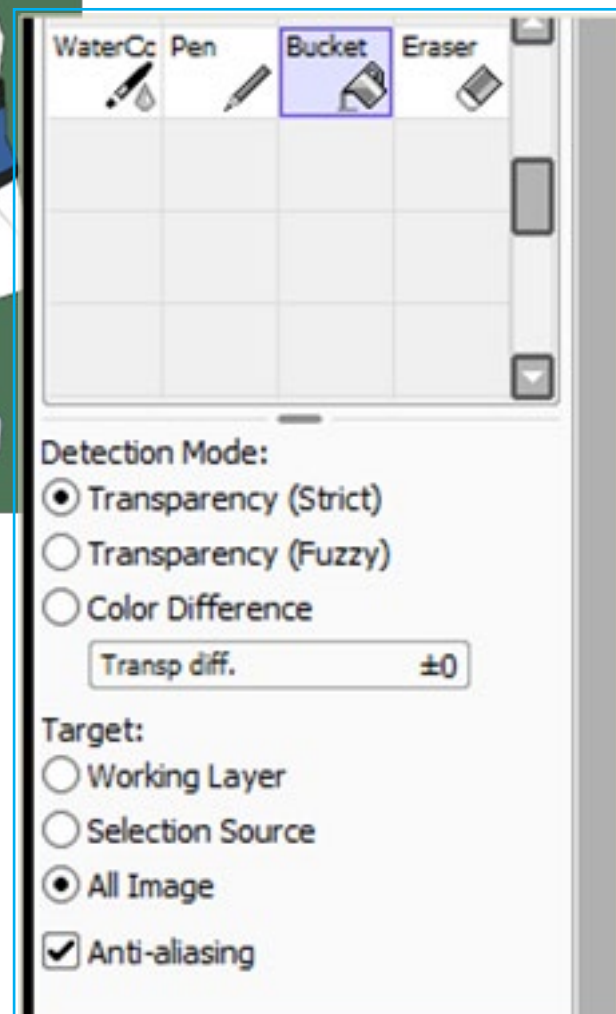 WaterCc Pen Bucket Eraser
Detection Mode:
Transparency (Strict)
Transparency (Fuzzy)
Color Difference
Transp diff. ±0
Target:
Working Layer
Selection Source
All Image
Anti-aliasing